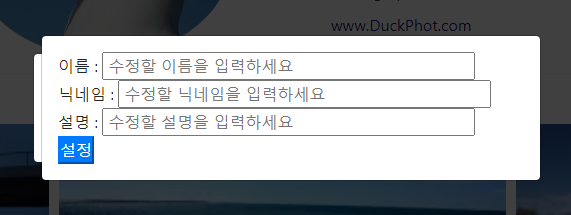 www.DuckPhot.com
이름 : 수정할 이름을 입력하세요
닉네임 : 수정할 닉네임을 입력하세요
설명 : 수정할 설명을 입력하세요
설정